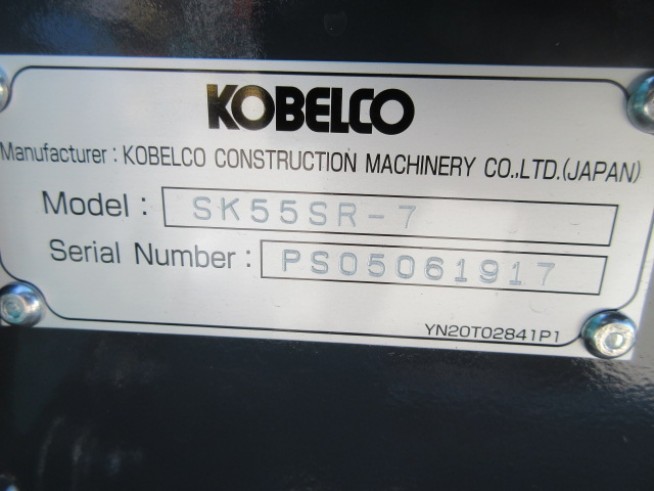 KOBELCO
Manufacturer : KOBELCO CONSTRUCTION MACHINERY CO.,LTD.(JAPAN)
Model : SK55SR-7
Serial Number : PS05061917
YN20T02841P1